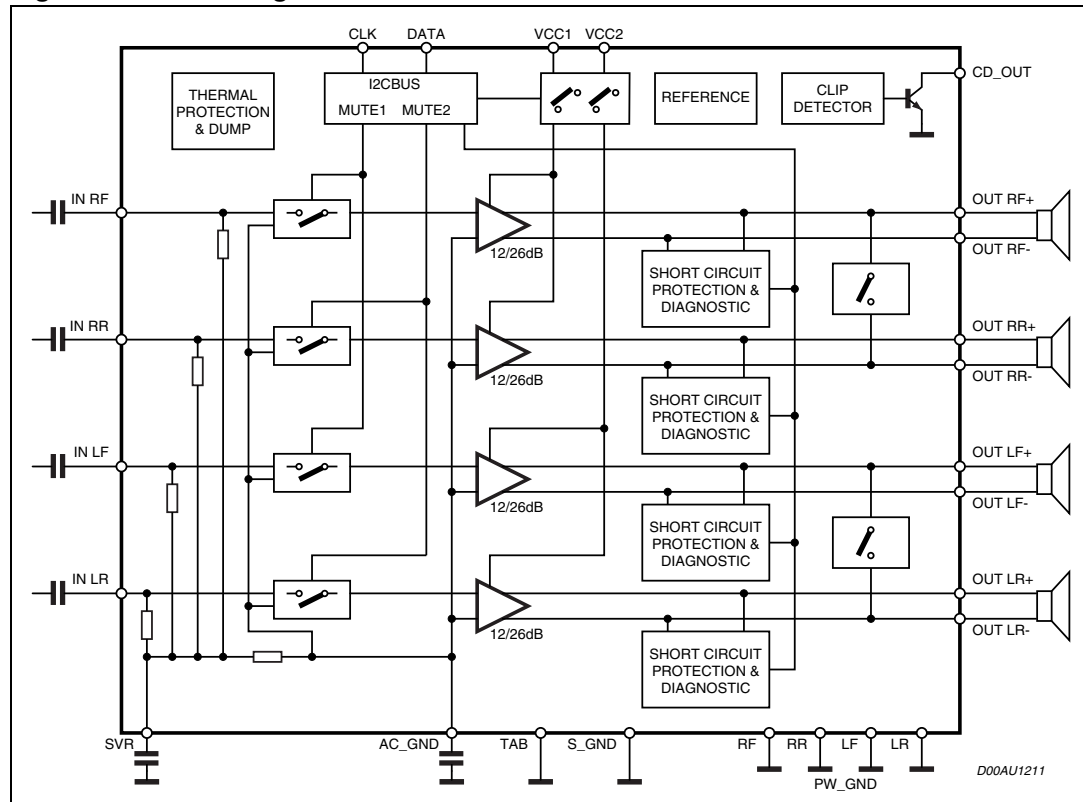 CLK DATA VCC1 VCC2
CD_OUT
THERMAL
PROTECTION
& DUMP
I2CBUS
MUTE1 MUTE2
REFERENCE
CLIP
DETECTOR
IN RF
12/26dB
SHORT CIRCUIT
PROTECTION &
DIAGNOSTIC
OUT RF+
OUT RF-
IN RR
12/26dB
SHORT CIRCUIT
PROTECTION &
DIAGNOSTIC
OUT RR+
OUT RR-
IN LF
12/26dB
SHORT CIRCUIT
PROTECTION &
DIAGNOSTIC
OUT LF+
OUT LF-
IN LR
12/26dB
SHORT CIRCUIT
PROTECTION &
DIAGNOSTIC
OUT LR+
OUT LR-
SVR AC_GND TAB S_GND RF RR LF LR
PW_GND
D00AU1211